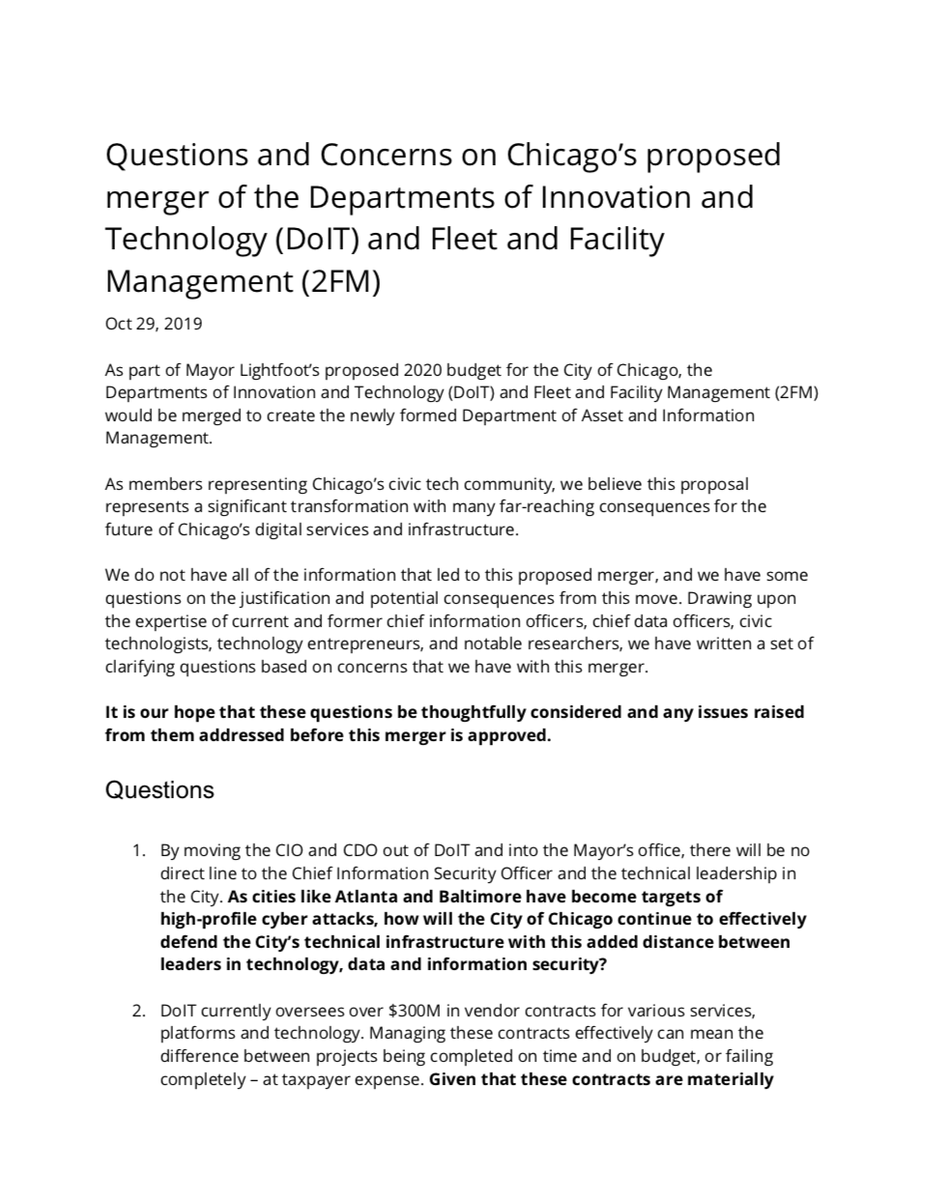 Questions and Concerns on Chicago’s proposed
merger of the Departments of Innovation and
Technology (DoIT) and Fleet and Facility
Management (2FM)
Oct 29, 2019
As part of Mayor Lightfoot’s proposed 2020 budget for the City of Chicago, the
Departments of Innovation and Technology (DoIT) and Fleet and Facility Management (2FM)
would be merged to create the newly formed Department of Asset and Information
Management.
As members representing Chicago’s civic tech community, we believe this proposal
represents a significant transformation with many far-reaching consequences for the
future of Chicago’s digital services and infrastructure.
We do not have all of the information that led to this proposed merger, and we have some
questions on the justification and potential consequences from this move. Drawing upon
the expertise of current and former chief information officers, chief data officers, civic
technologists, technology entrepreneurs, and notable researchers, we have written a set of
clarifying questions based on concerns that we have with this merger.
It is our hope that these questions be thoughtfully considered and any issues raised
from them addressed before this merger is approved.
Questions
1. By moving the CIO and CDO out of DoIT and into the Mayor’s office, there will be no
direct line to the Chief Information Security Officer and the technical leadership in
the City. As cities like Atlanta and Baltimore have become targets of
high-profile cyber attacks, how will the City of Chicago continue to effectively
defend the City’s technical infrastructure with this added distance between
leaders in technology, data and information security?
2. DoIT currently oversees over $300M in vendor contracts for various services,
platforms and technology. Managing these contracts effectively can mean the
difference between projects being completed on time and on budget, or failing
completely – at taxpayer expense. Given that these contracts are materially